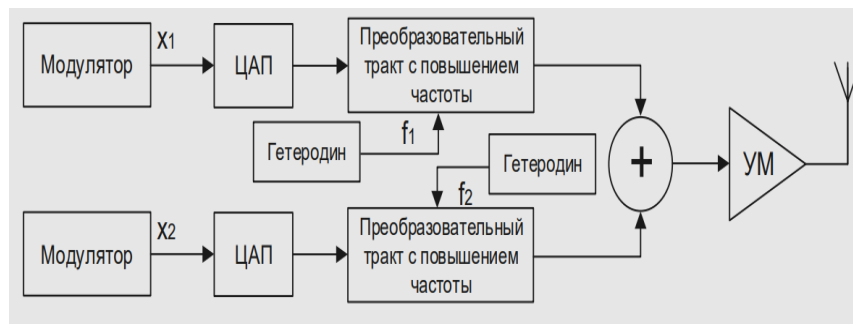 Модулятор
x1
ЦАП
Преобразовательный
тракт с повышением
частоты
Гетеродин
f1
Гетеродин
f2
+
УМ
Модулятор
x2
ЦАП
Преобразовательный
тракт с повышением
частоты